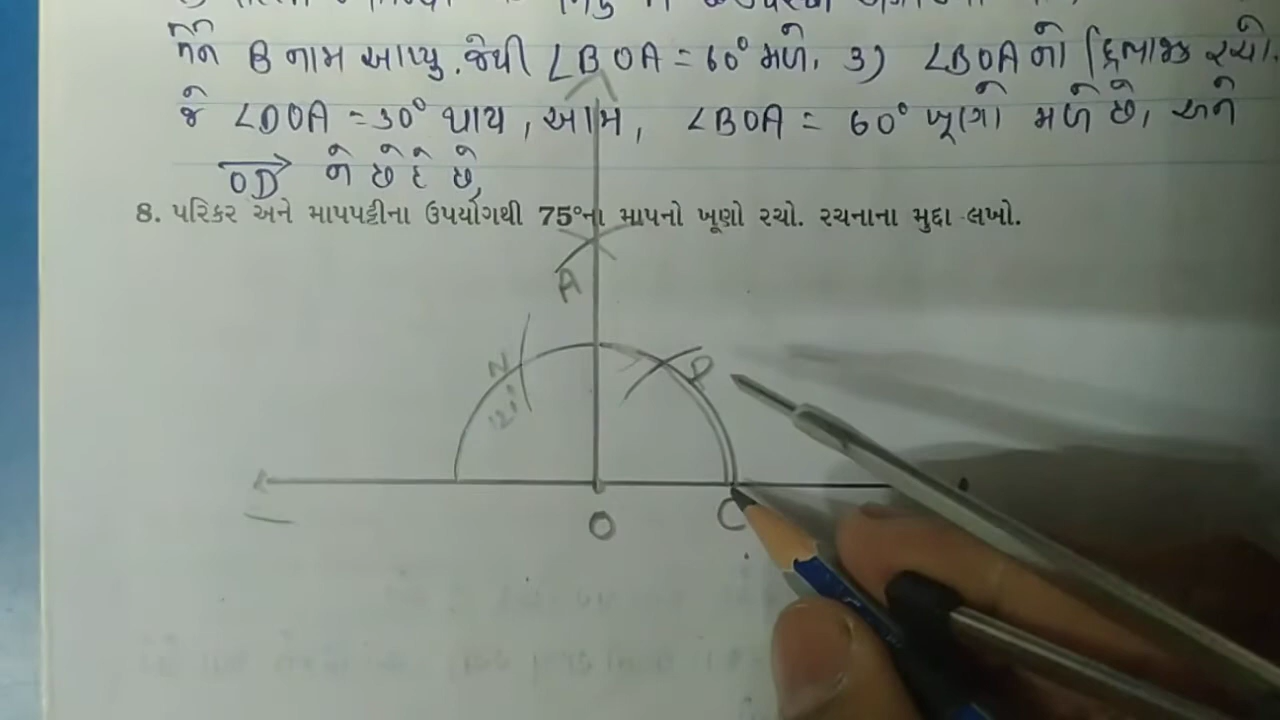 તેને B નામ આપ્યુ. જેથી ∠BOA = 60° મળે. 3) ∠BOA નો દ્વિભાજક રચો.
જે ∠DOA = 30° થાય, આમ, ∠BOA = 60° ખૂણો મળે છે, અને
OD ને છેદે છે,
8. પરિકર અને માપપટ્ટીના ઉપયોગથી 75°ના માપનો ખૂણો રચો. રચનાના મુદ્દા લખો.
A
N
P
120°
O
C